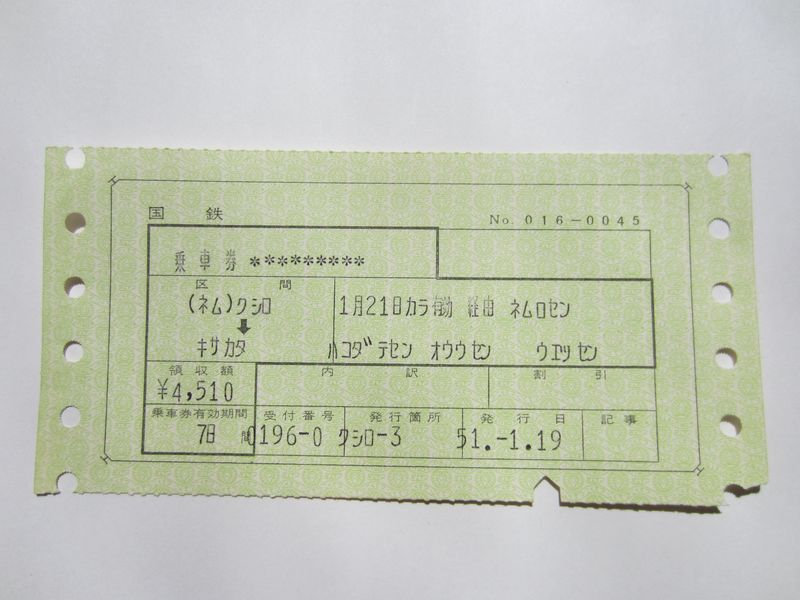 国鉄
No. 016-0045
乗車券 *********
区間
(ネム)クシロ
1月21日カラ有効 経由 ネムロセン
キサカタ
ハコダテセン オウウセン ウエツセン
領収額
内訳
割引
¥4,510
乗車券有効期間
受付番号
発行箇所
発行日
記事
7日間
0196-0
クシロ-3
51.-1.19